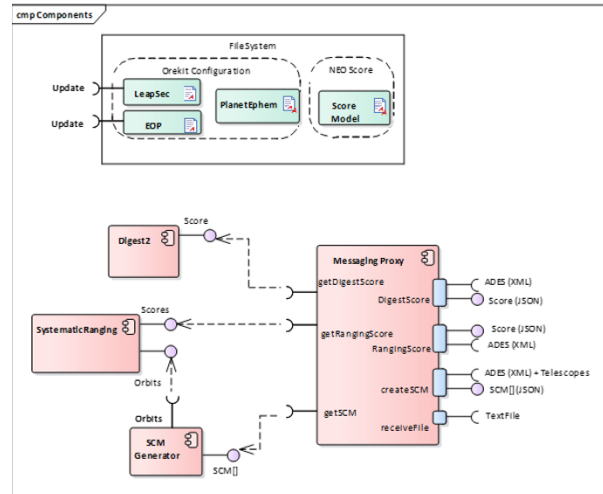 cmp Components
FileSystem
Orekit Configuration
NEO Score
Update
LeapSec
PlanetEphem
Score
Model
Update
EOP
Score
Digest2
Messaging Proxy
getDigestScore
ADES (XML)
DigestScore
Score (JSON)
Scores
SystematicRanging
getRangingScore
Score (JSON)
RangingScore
ADES (XML)
Orbits
ADES (XML) + Telescopes
createSCM
SCM[] (JSON)
Orbits
getSCM
TextFile
receiveFile
SCM
Generator
SCM[]